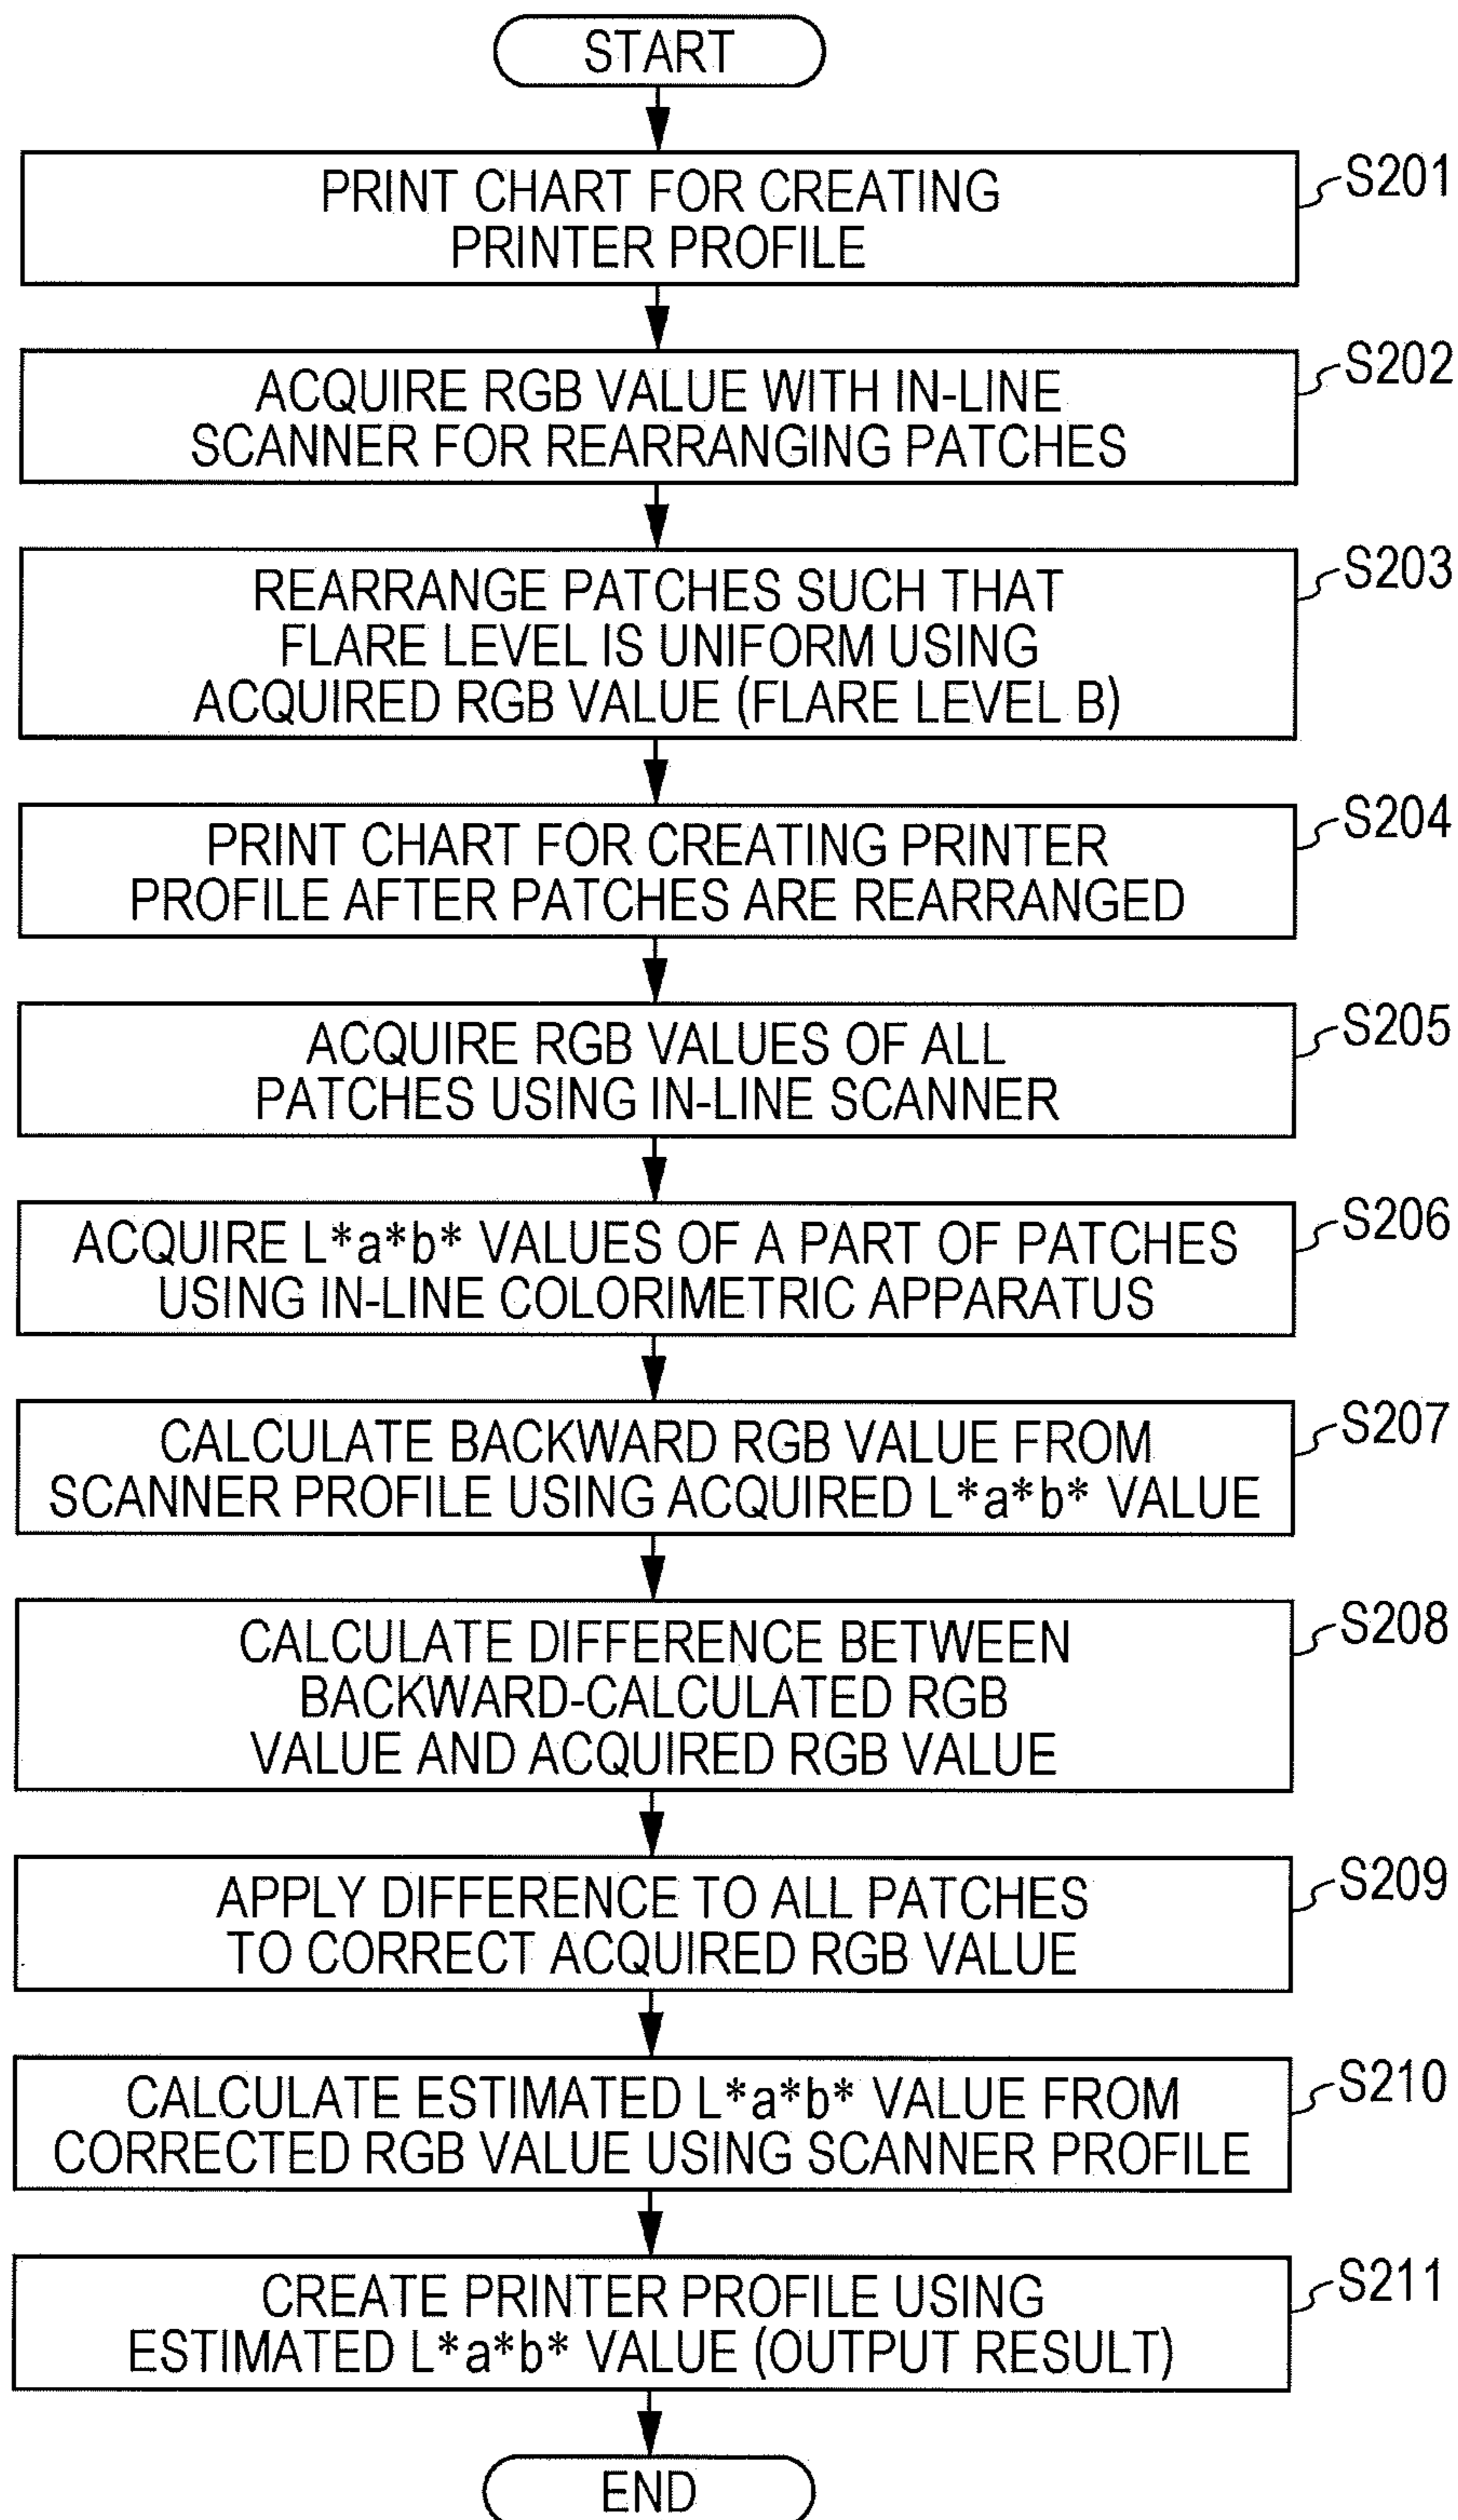 START
PRINT CHART FOR CREATING
PRINTER PROFILE
S201
ACQUIRE RGB VALUE WITH IN-LINE
SCANNER FOR REARRANGING PATCHES
S202
REARRANGE PATCHES SUCH THAT
FLARE LEVEL IS UNIFORM USING
ACQUIRED RGB VALUE (FLARE LEVEL B)
S203
PRINT CHART FOR CREATING PRINTER
PROFILE AFTER PATCHES ARE REARRANGED
S204
ACQUIRE RGB VALUES OF ALL
PATCHES USING IN-LINE SCANNER
S205
ACQUIRE L*a*b* VALUES OF A PART OF PATCHES
USING IN-LINE COLORIMETRIC APPARATUS
S206
CALCULATE BACKWARD RGB VALUE FROM
SCANNER PROFILE USING ACQUIRED L*a*b* VALUE
S207
CALCULATE DIFFERENCE BETWEEN
BACKWARD-CALCULATED RGB
VALUE AND ACQUIRED RGB VALUE
S208
APPLY DIFFERENCE TO ALL PATCHES
TO CORRECT ACQUIRED RGB VALUE
S209
CALCULATE ESTIMATED L*a*b* VALUE FROM
CORRECTED RGB VALUE USING SCANNER PROFILE
S210
CREATE PRINTER PROFILE USING
ESTIMATED L*a*b* VALUE (OUTPUT RESULT)
S211
END